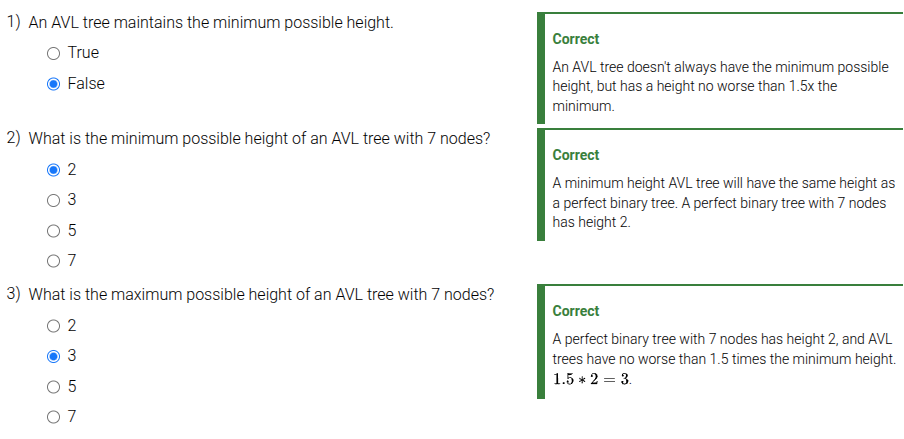 1) An AVL tree maintains the minimum possible height.
True
False
Correct
An AVL tree doesn't always have the minimum possible
height, but has a height no worse than 1.5x the
minimum.
2) What is the minimum possible height of an AVL tree with 7 nodes?
2
3
5
7
Correct
A minimum height AVL tree will have the same height as
a perfect binary tree. A perfect binary tree with 7 nodes
has height 2.
3) What is the maximum possible height of an AVL tree with 7 nodes?
2
3
5
7
Correct
A perfect binary tree with 7 nodes has height 2, and AVL
trees have no worse than 1.5 times the minimum height.
1.5 * 2 = 3.